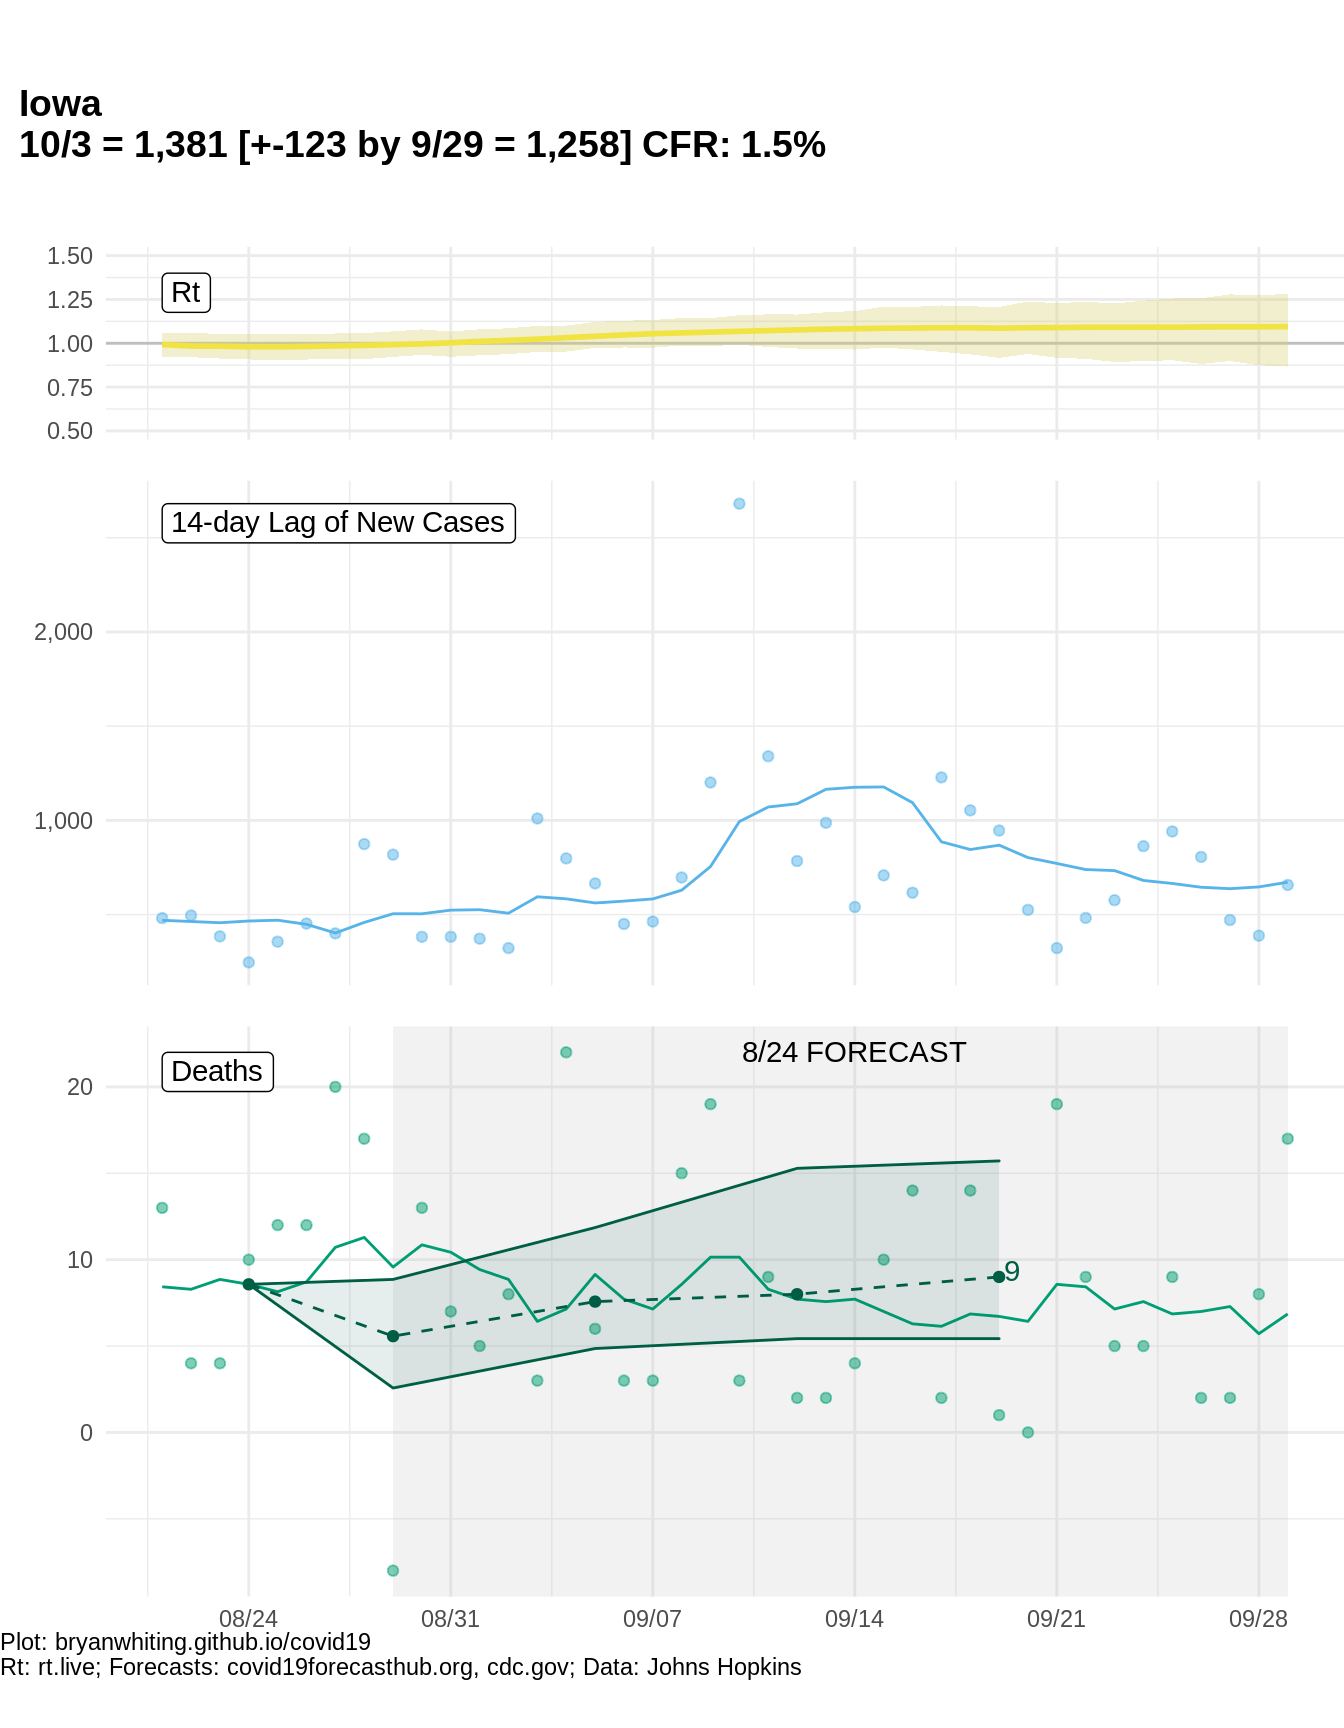 Iowa
10/3 = 1,381 [+-123 by 9/29 = 1,258] CFR: 1.5%
1.50
Rt
1.25
1.00
0.75
0.50
14-day Lag of New Cases
2,000
1,000
8/24 FORECAST
Deaths
20
10
9
0
08/24 08/31 09/07 09/14 09/21 09/28
Plot: bryanwhiting.github.io/covid19
Rt: rt.live; Forecasts: covid19forecasthub.org, cdc.gov; Data: Johns Hopkins